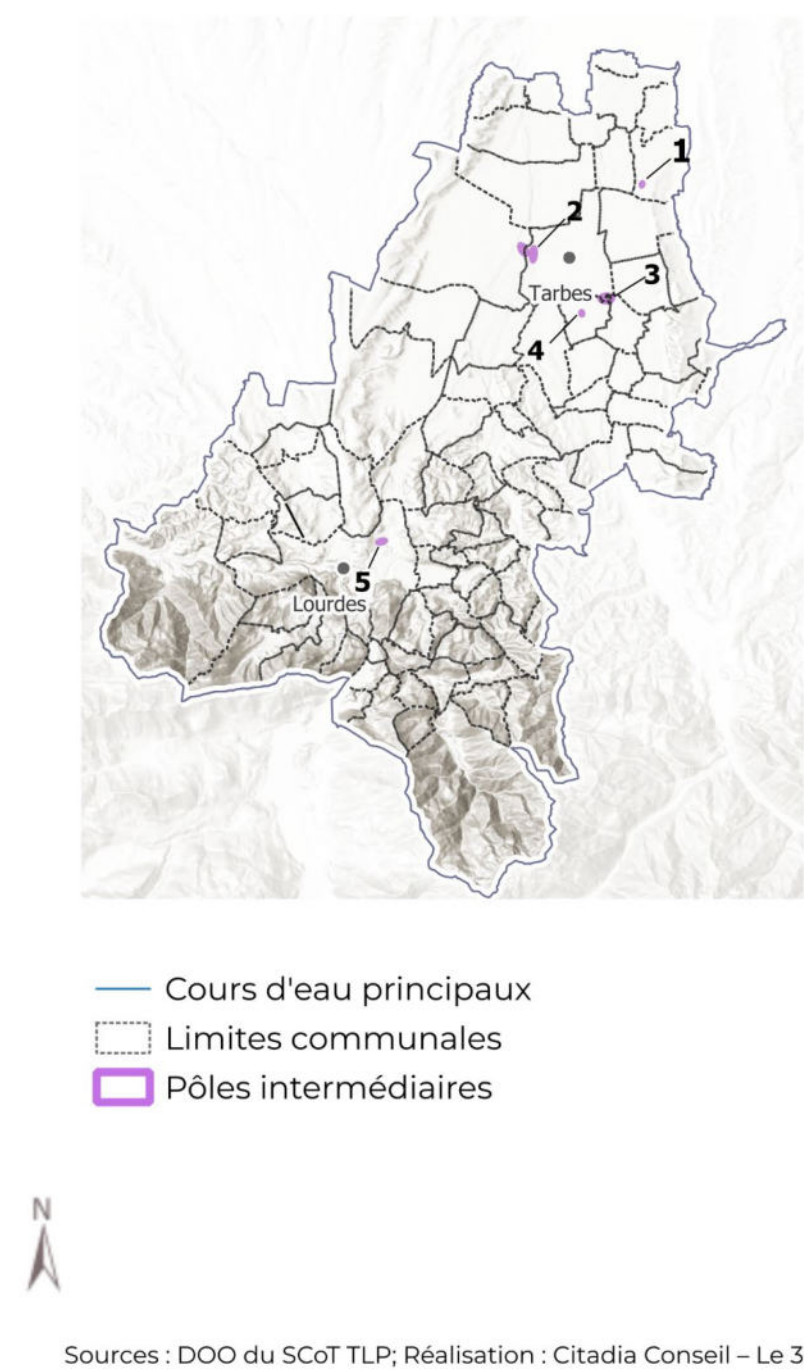 1
2
3
Tarbes
4
5
Lourdes
Cours d'eau principaux
Limites communales
Pôles intermédiaires
N
Sources : DOO du SCoT TLP; Réalisation : Citadia Conseil – Le 3